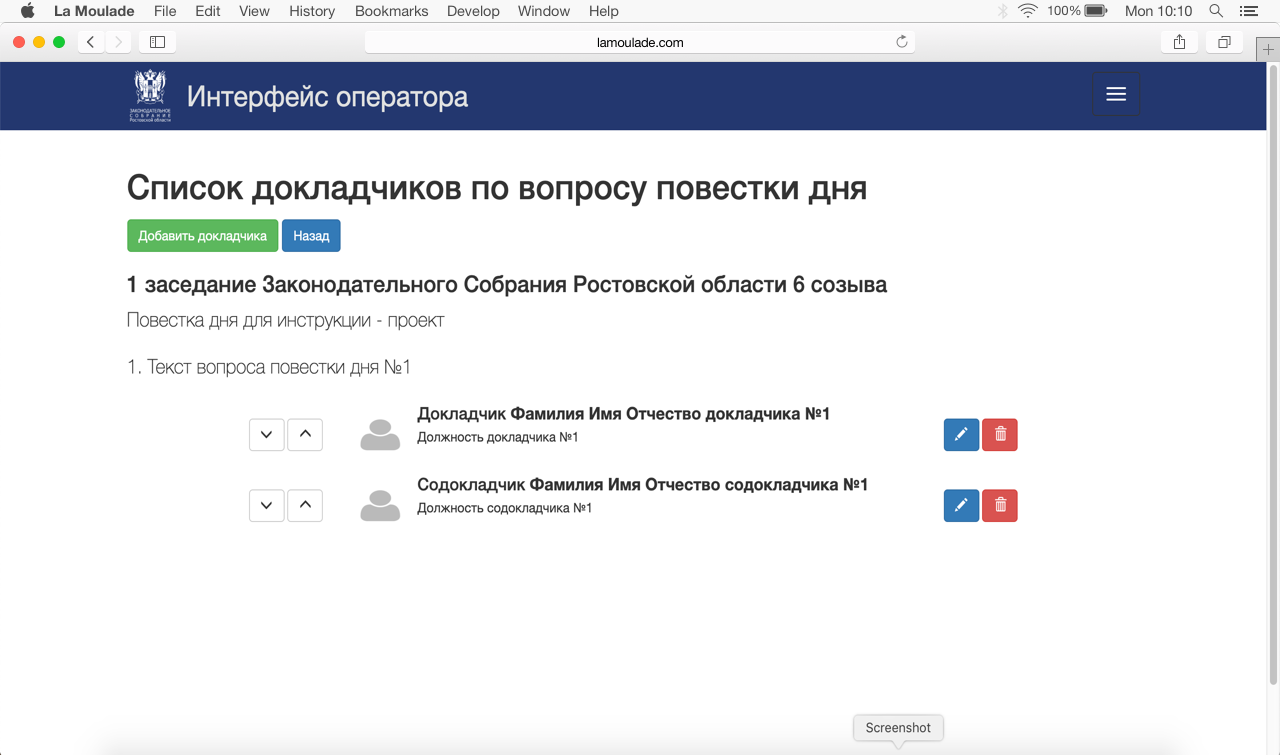 La Moulade File Edit View History Bookmarks Develop Window Help 100% Mon 10:10
lamoulade.com
ЗАКОНОДАТЕЛЬНОЕ
СОБРАНИЕ
Ростовской области
Интерфейс оператора
Список докладчиков по вопросу повестки дня
Добавить докладчика Назад
1 заседание Законодательного Собрания Ростовской области 6 созыва
Повестка дня для инструкции - проект
1. Текст вопроса повестки дня №1
Докладчик Фамилия Имя Отчество докладчика №1
Должность докладчика №1
Содокладчик Фамилия Имя Отчество содокладчика №1
Должность содокладчика №1
Screenshot